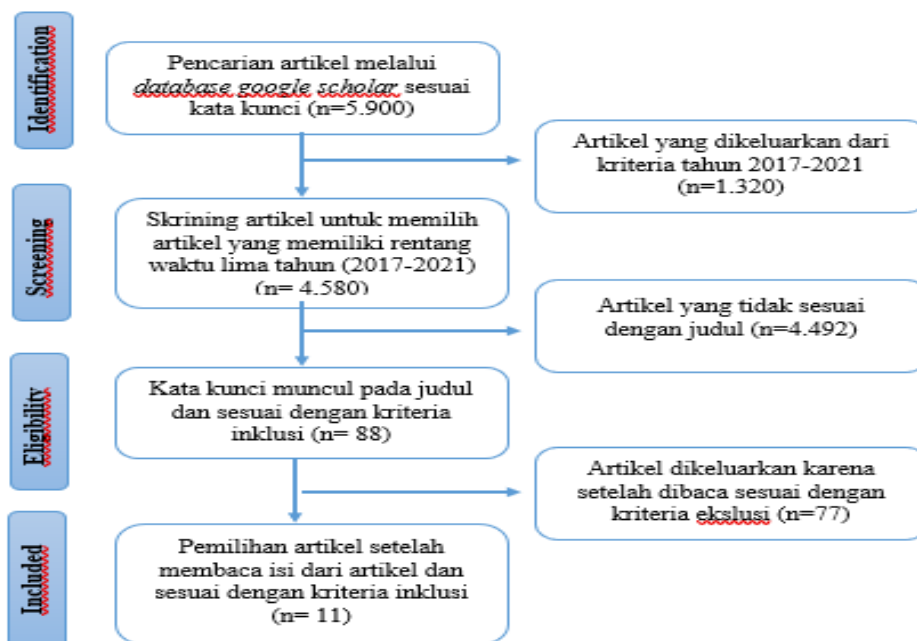 Identification
Pencarian artikel melalui
database google scholar sesuai
kata kunci (n=5.900)
Artikel yang dikeluarkan dari
kriteria tahun 2017-2021
(n=1.320)
Screening
Skrining artikel untuk memilih
artikel yang memiliki rentang
waktu lima tahun (2017-2021)
(n= 4.580)
Artikel yang tidak sesuai
dengan judul (n=4.492)
Eligibility
Kata kunci muncul pada judul
dan sesuai dengan kriteria
inklusi (n= 88)
Artikel dikeluarkan karena
setelah dibaca sesuai dengan
kriteria ekslusi (n=77)
Included
Pemilihan artikel setelah
membaca isi dari artikel dan
sesuai dengan kriteria inklusi
(n= 11)